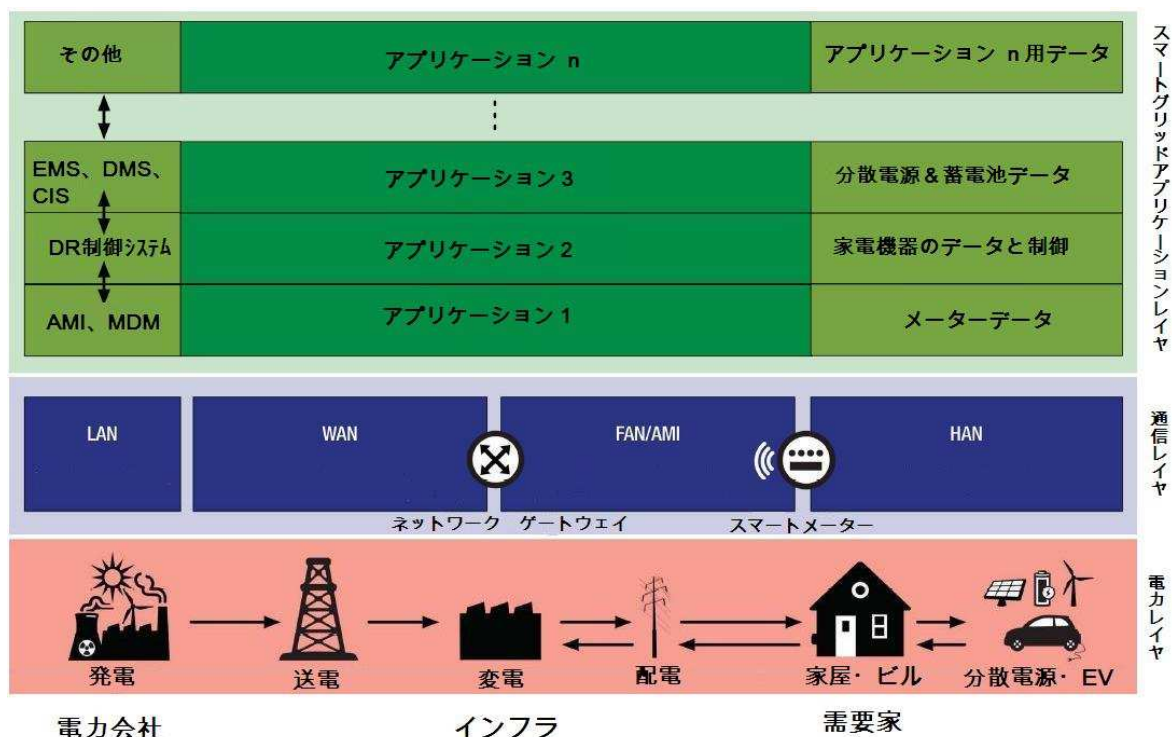 その他
アプリケーション n
アプリケーション n 用データ
EMS、DMS、
CIS
アプリケーション 3
分散電源＆蓄電池データ
DR制御ｼｽﾃﾑ
アプリケーション 2
家電機器のデータと制御
AMI、MDM
アプリケーション 1
メーターデータ
スマートグリッドアプリケーションレイヤ
LAN
WAN
FAN/AMI
HAN
ネットワーク ゲートウェイ
スマートメーター
通信レイヤ
発電
送電
変電
配電
家屋・ビル
分散電源・EV
電力レイヤ
電力会社
インフラ
需要家